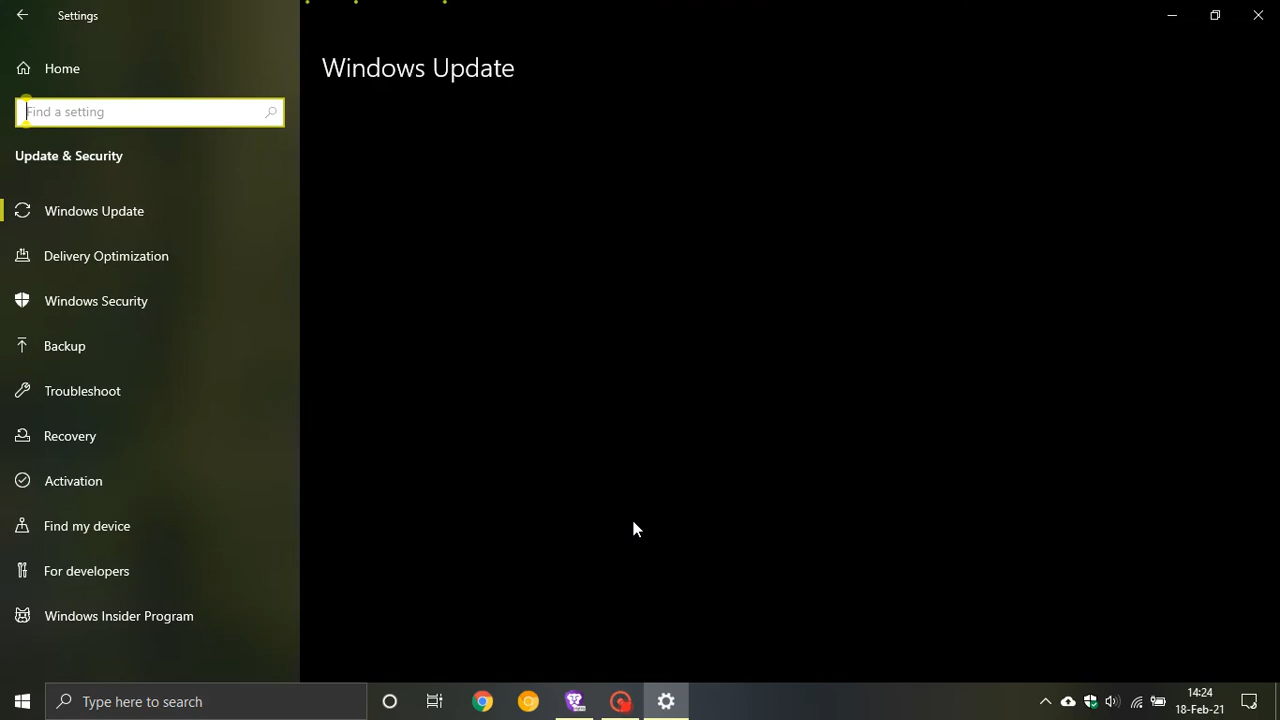 Settings
Home
Find a setting
Update & Security
Windows Update
Delivery Optimization
Windows Security
Backup
Troubleshoot
Recovery
Activation
Find my device
For developers
Windows Insider Program
Windows Update
Type here to search
14:24
18-Feb-21